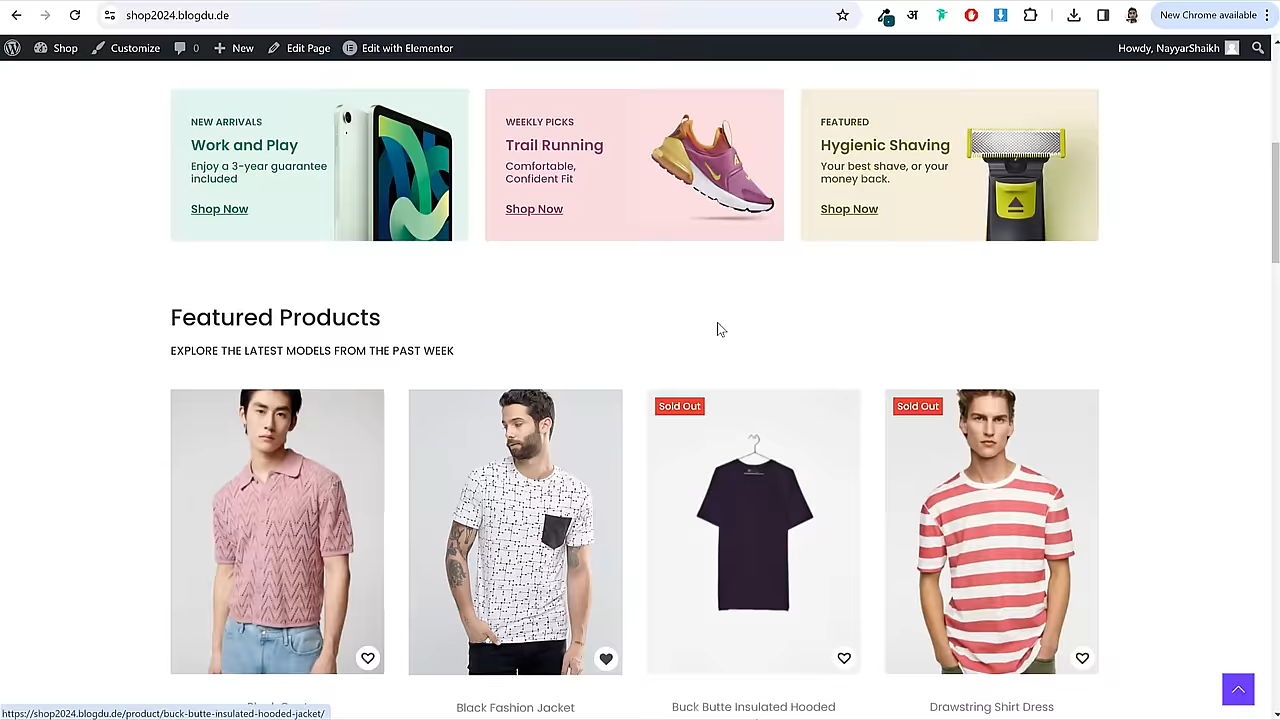 shop2024.blogdu.de
अ
New Chrome available
Shop
Customize
0
New
Edit Page
Edit with Elementor
Howdy, NayyarShaikh
NEW ARRIVALS
Work and Play
Enjoy a 3-year guarantee
included
Shop Now
WEEKLY PICKS
Trail Running
Comfortable,
Confident Fit
Shop Now
FEATURED
Hygienic Shaving
Your best shave, or your
money back.
Shop Now
Featured Products
EXPLORE THE LATEST MODELS FROM THE PAST WEEK
Sold Out
Sold Out
Black Fashion Jacket
Buck Butte Insulated Hooded
Drawstring Shirt Dress
https://shop2024.blogdu.de/product/buck-butte-insulated-hooded-jacket/